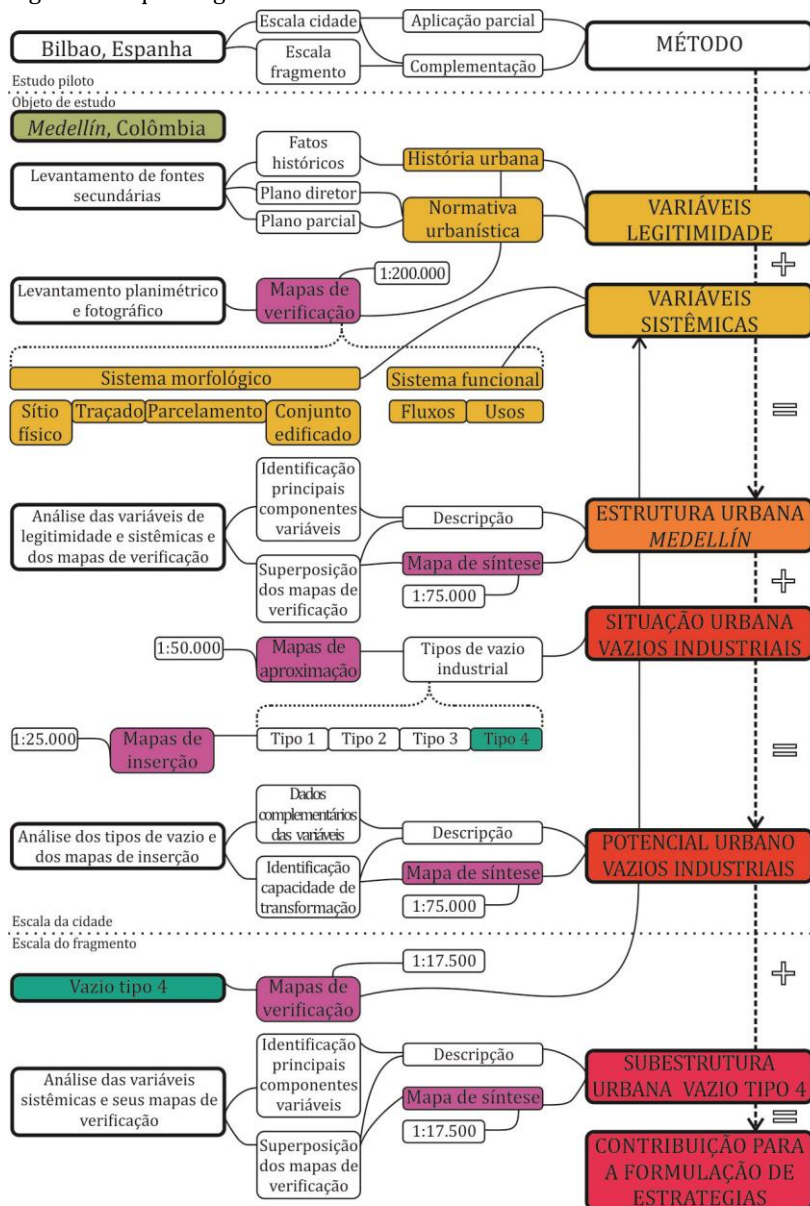 Bilbao, Espanha
Escala cidade
Escala
fragmento
Aplicação parcial
Complementação
MÉTODO
Estudo piloto
Objeto de estudo
Medellín, Colômbia
Levantamento de fontes
secundárias
Fatos
históricos
Plano diretor
Plano parcial
História urbana
Normativa
urbanística
VARIÁVEIS
LEGITIMIDADE
+
1:200.000
Levantamento planimétrico
e fotográfico
Mapas de
verificação
VARIÁVEIS
SISTÊMICAS
Sistema morfológico
Sistema funcional
Sítio
físico
Traçado
Parcelamento
Conjunto
edificado
Fluxos
Usos
=
Análise das variáveis de
legitimidade e sistêmicas e
dos mapas de verificação
Identificação
principais
componentes
variáveis
Superposição
dos mapas de
verificação
Descripção
Mapa de síntese
1:75.000
ESTRUTURA URBANA
MEDELLÍN
+
1:50.000
Mapas de
aproximação
Tipos de vazio
industrial
SITUAÇÃO URBANA
VAZIOS INDUSTRIAIS
1:25.000
Mapas de
inserção
Tipo 1
Tipo 2
Tipo 3
Tipo 4
=
Análise dos tipos de vazio e
dos mapas de inserção
Dados
complementários
das variáveis
Identificação
capacidade de
transformação
Descripção
Mapa de síntese
1:75.000
POTENCIAL URBANO
VAZIOS INDUSTRIAIS
Escala da cidade
Escala do fragmento
+
Vazio tipo 4
Mapas de
verificação
1:17.500
Análise das variáveis
sistêmicas e seus mapas de
verificação
Identificação
principais
componentes
variáveis
Superposição
dos mapas de
verificação
Descripção
Mapa de síntese
1:17.500
SUBESTRUTURA
URBANA VAZIO TIPO 4
=
CONTRIBUIÇÃO PARA
A FORMULAÇÃO DE
ESTRATEGIAS